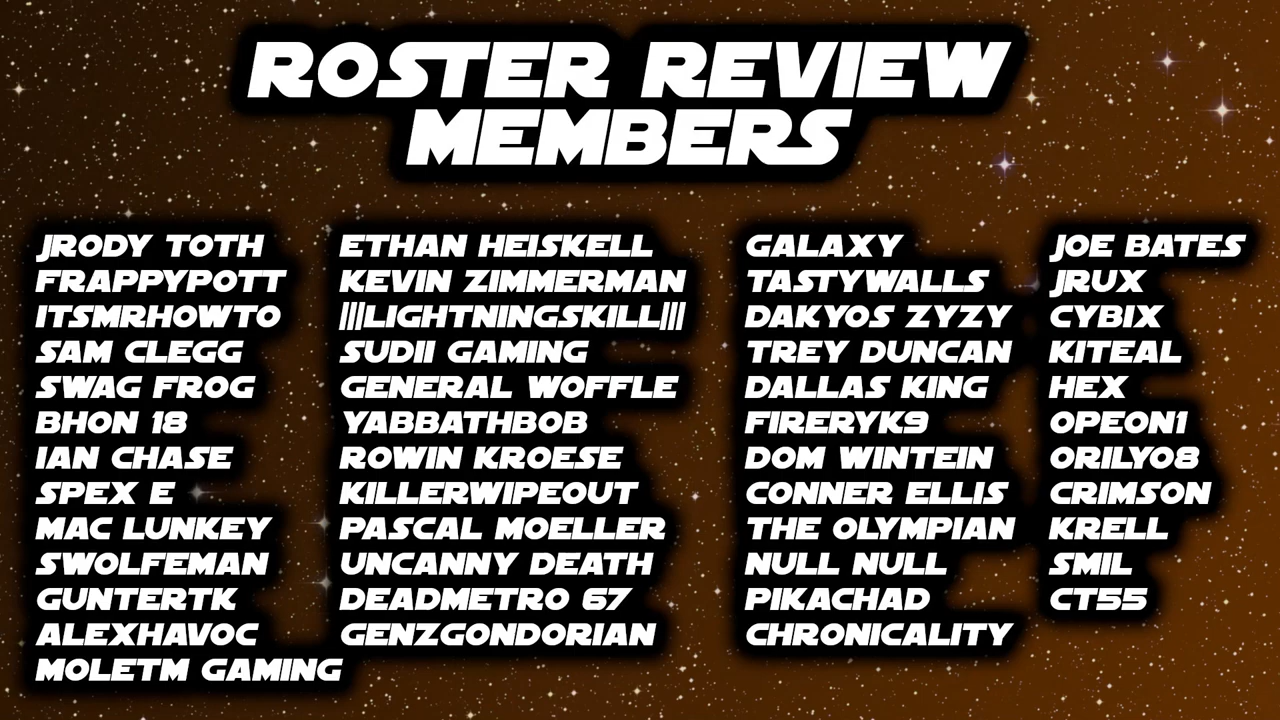 ROSTER REVIEW
MEMBERS
JRODY TOTH
FRAPPYPOTT
ITSMRHOWTO
SAM CLEGG
SWAG FROG
BHON 18
IAN CHASE
SPEX E
MAC LUNKEY
SWOLFEMAN
GUNTERTK
ALEXHAVOC
MOLETM GAMING
ETHAN HEISKELL
KEVIN ZIMMERMAN
|||LIGHTNINGSKILL|||
SUDII GAMING
GENERAL WOFFLE
YABBATHBOB
ROWIN KROESE
KILLERWIPEOUT
PASCAL MOELLER
UNCANNY DEATH
DEADMETRO 67
GENZGONDORIAN
GALAXY
TASTYWALLS
DAKYOS ZYZY
TREY DUNCAN
DALLAS KING
FIRERYK9
DOM WINTEIN
CONNER ELLIS
THE OLYMPIAN
NULL NULL
PIKACHAD
CHRONICALITY
JOE BATES
JRUX
CYBIX
KITEAL
HEX
OPEON1
ORILYO8
CRIMSON
KRELL
SMIL
CT55